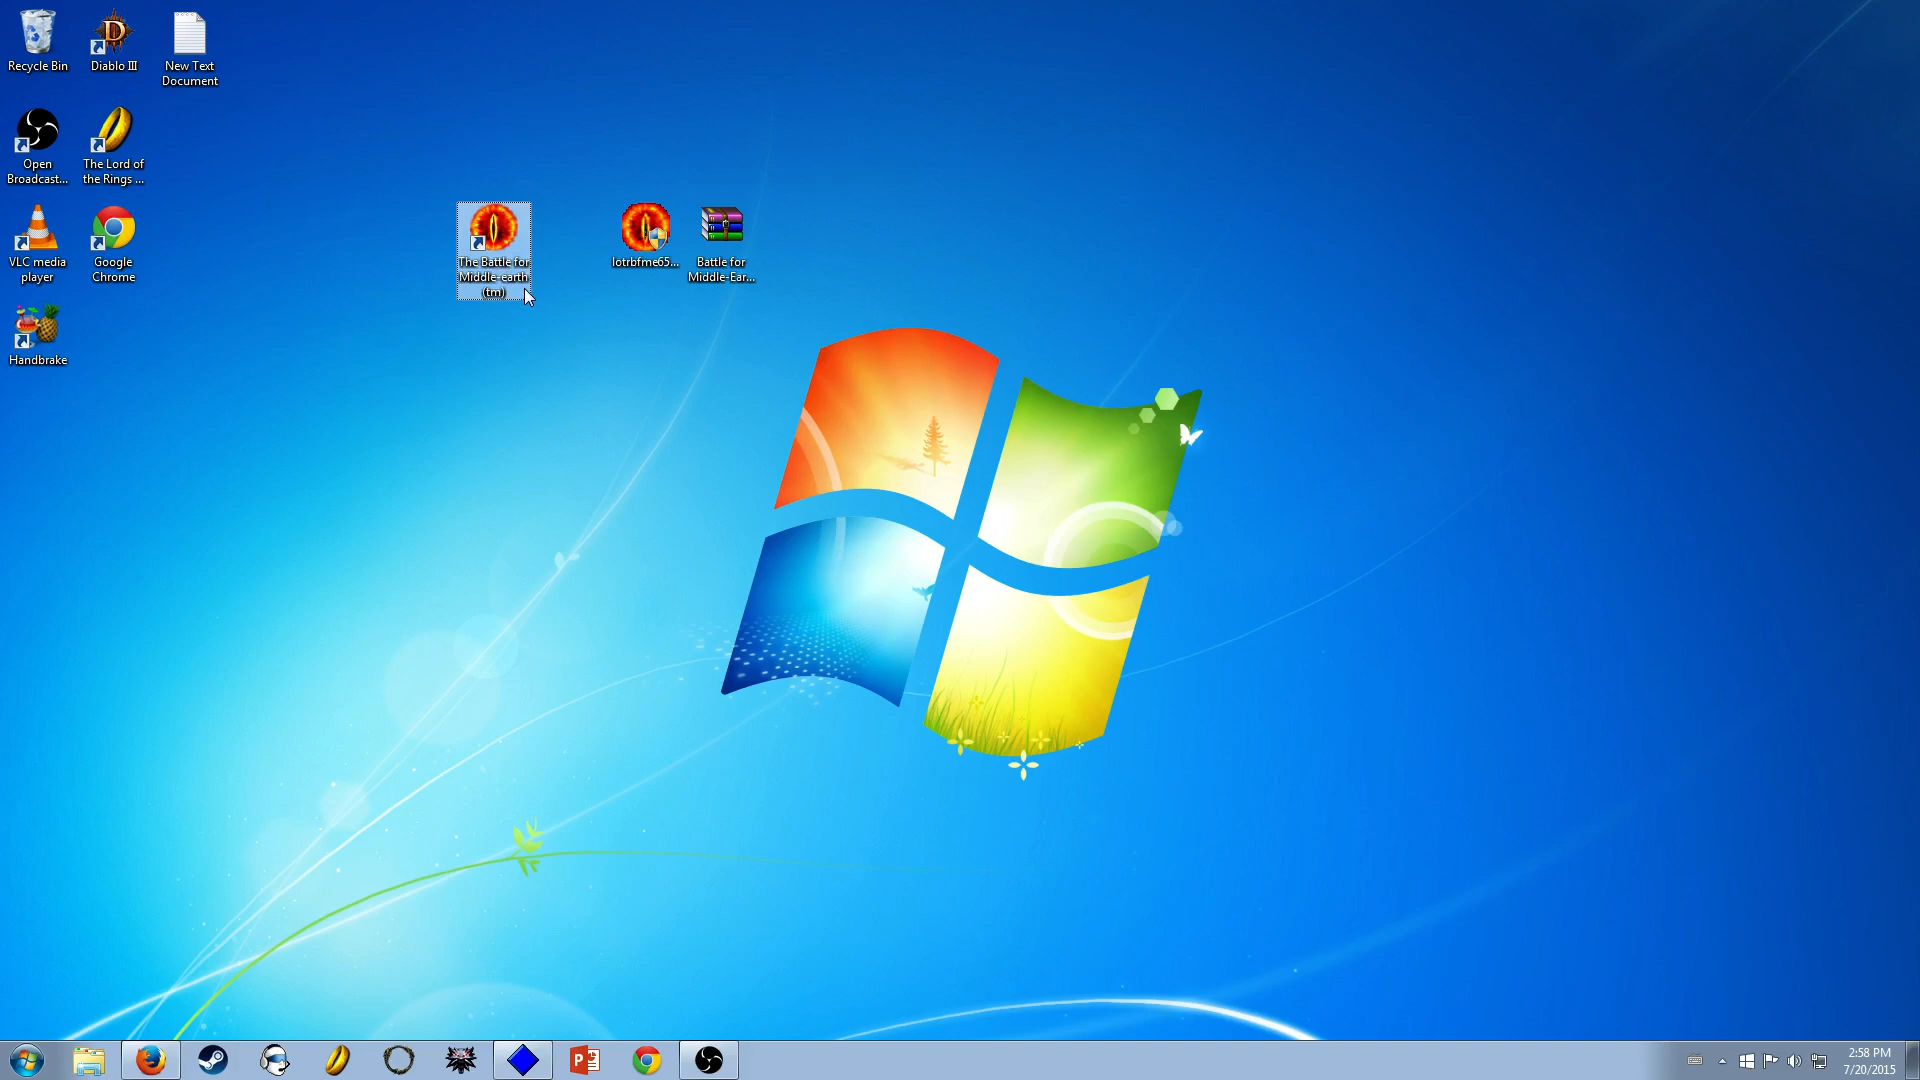 Recycle Bin
Diablo III
New Text
Document
Open
Broadcast...
The Lord of
the Rings ...
VLC media
player
Google
Chrome
Handbrake
The Battle for
Middle-earth
(tm)
lotrbfme65...
Battle for
Middle-Ear...
2:58 PM
7/20/2015